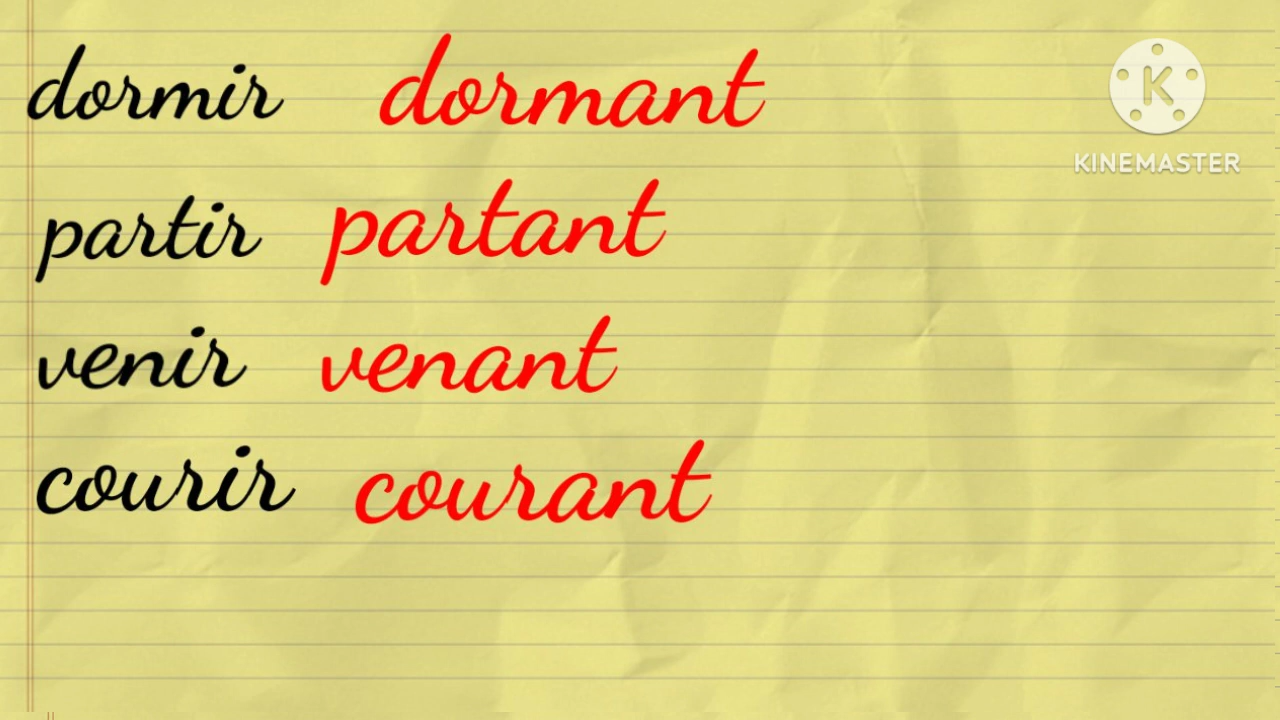 dormir dormant
K
KINEMASTER
partir partant
venir venant
courir courant